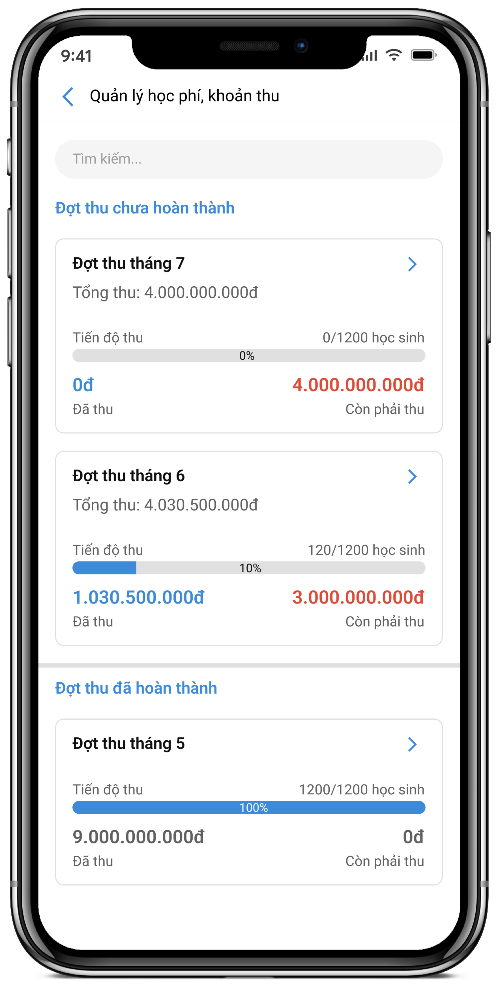 9:41
Quản lý học phí, khoản thu
Tìm kiếm...
Đợt thu chưa hoàn thành
Đợt thu tháng 7
Tổng thu: 4.000.000.000đ
Tiến độ thu 0/1200 học sinh
0%
0đ 4.000.000.000đ
Đã thu Còn phải thu
Đợt thu tháng 6
Tổng thu: 4.030.500.000đ
Tiến độ thu 120/1200 học sinh
10%
1.030.500.000đ 3.000.000.000đ
Đã thu Còn phải thu
Đợt thu đã hoàn thành
Đợt thu tháng 5
Tiến độ thu 1200/1200 học sinh
100%
9.000.000.000đ 0đ
Đã thu Còn phải thu